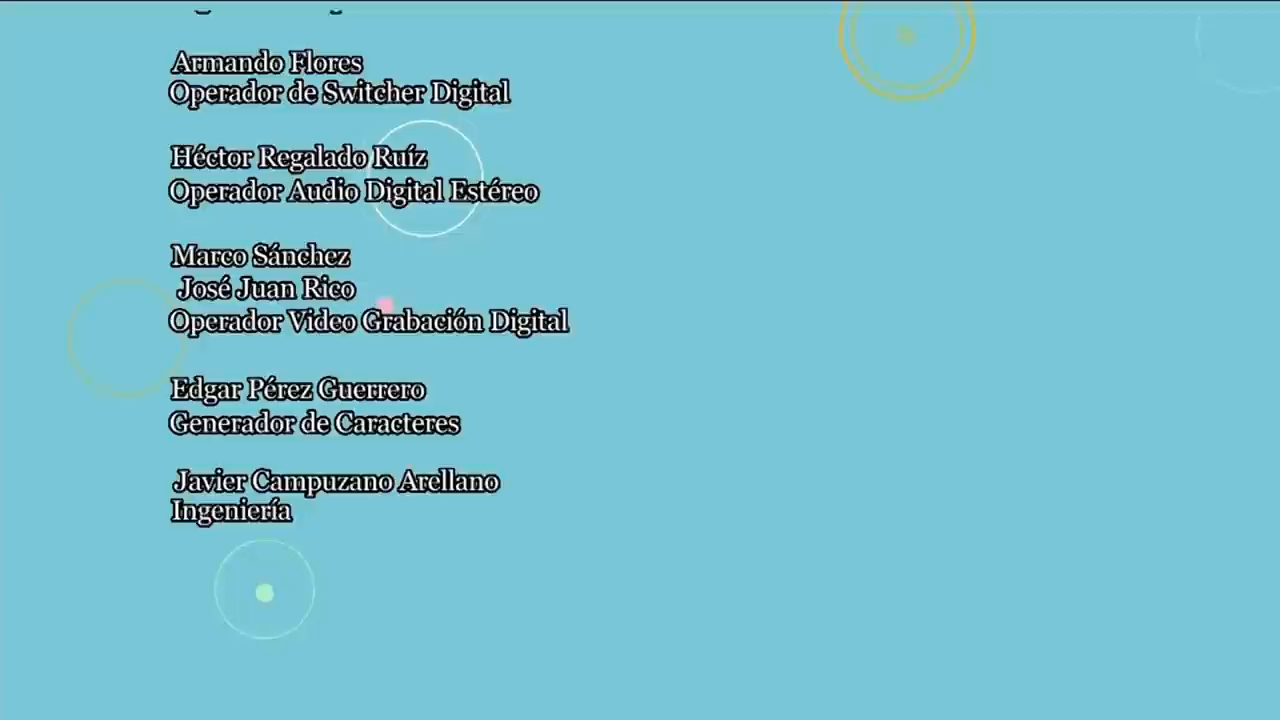 Armando Flores
Operador de Switcher Digital
Héctor Regalado Ruíz
Operador Audio Digital Estéreo
Marco Sánchez
José Juan Rico
Operador Video Grabación Digital
Edgar Pérez Guerrero
Generador de Caracteres
Javier Campuzano Arellano
Ingeniería